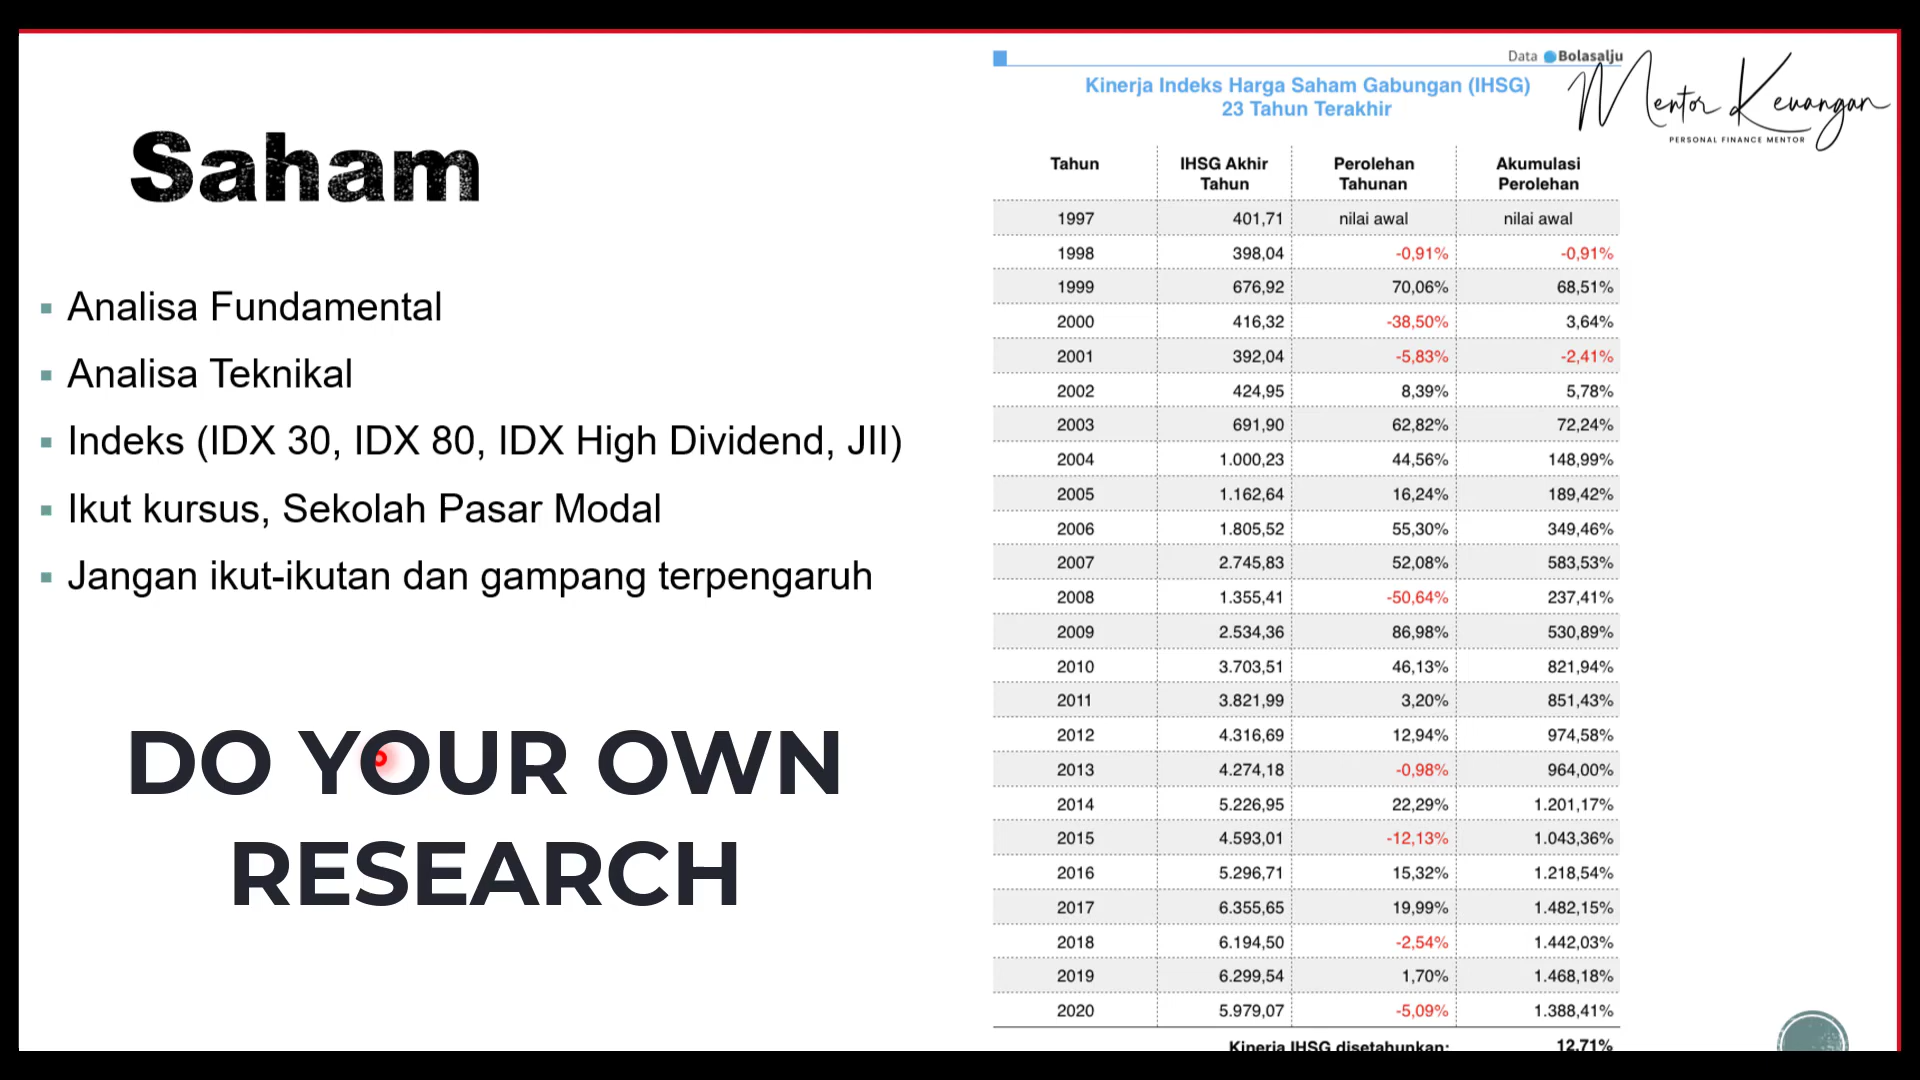 Saham
Analisa Fundamental
Analisa Teknikal
Indeks (IDX 30, IDX 80, IDX High Dividend, JII)
Ikut kursus, Sekolah Pasar Modal
Jangan ikut-ikutan dan gampang terpengaruh
DO YOUR OWN
RESEARCH
Data Bolasalju
Mentor Keuangan
PERSONAL FINANCE MENTOR
Kinerja Indeks Harga Saham Gabungan (IHSG)
23 Tahun Terakhir
Tahun IHSG Akhir Tahun Perolehan Tahunan Akumulasi Perolehan
1997 401,71 nilai awal nilai awal
1998 398,04 -0,91% -0,91%
1999 676,92 70,06% 68,51%
2000 416,32 -38,50% 3,64%
2001 392,04 -5,83% -2,41%
2002 424,95 8,39% 5,78%
2003 691,90 62,82% 72,24%
2004 1.000,23 44,56% 148,99%
2005 1.162,64 16,24% 189,42%
2006 1.805,52 55,30% 349,46%
2007 2.745,83 52,08% 583,53%
2008 1.355,41 -50,64% 237,41%
2009 2.534,36 86,98% 530,89%
2010 3.703,51 46,13% 821,94%
2011 3.821,99 3,20% 851,43%
2012 4.316,69 12,94% 974,58%
2013 4.274,18 -0,98% 964,00%
2014 5.226,95 22,29% 1.201,17%
2015 4.593,01 -12,13% 1.043,36%
2016 5.296,71 15,32% 1.218,54%
2017 6.355,65 19,99% 1.482,15%
2018 6.194,50 -2,54% 1.442,03%
2019 6.299,54 1,70% 1.468,18%
2020 5.979,07 -5,09% 1.388,41%
Kinerja IHSG disetahunkan: 12,71%